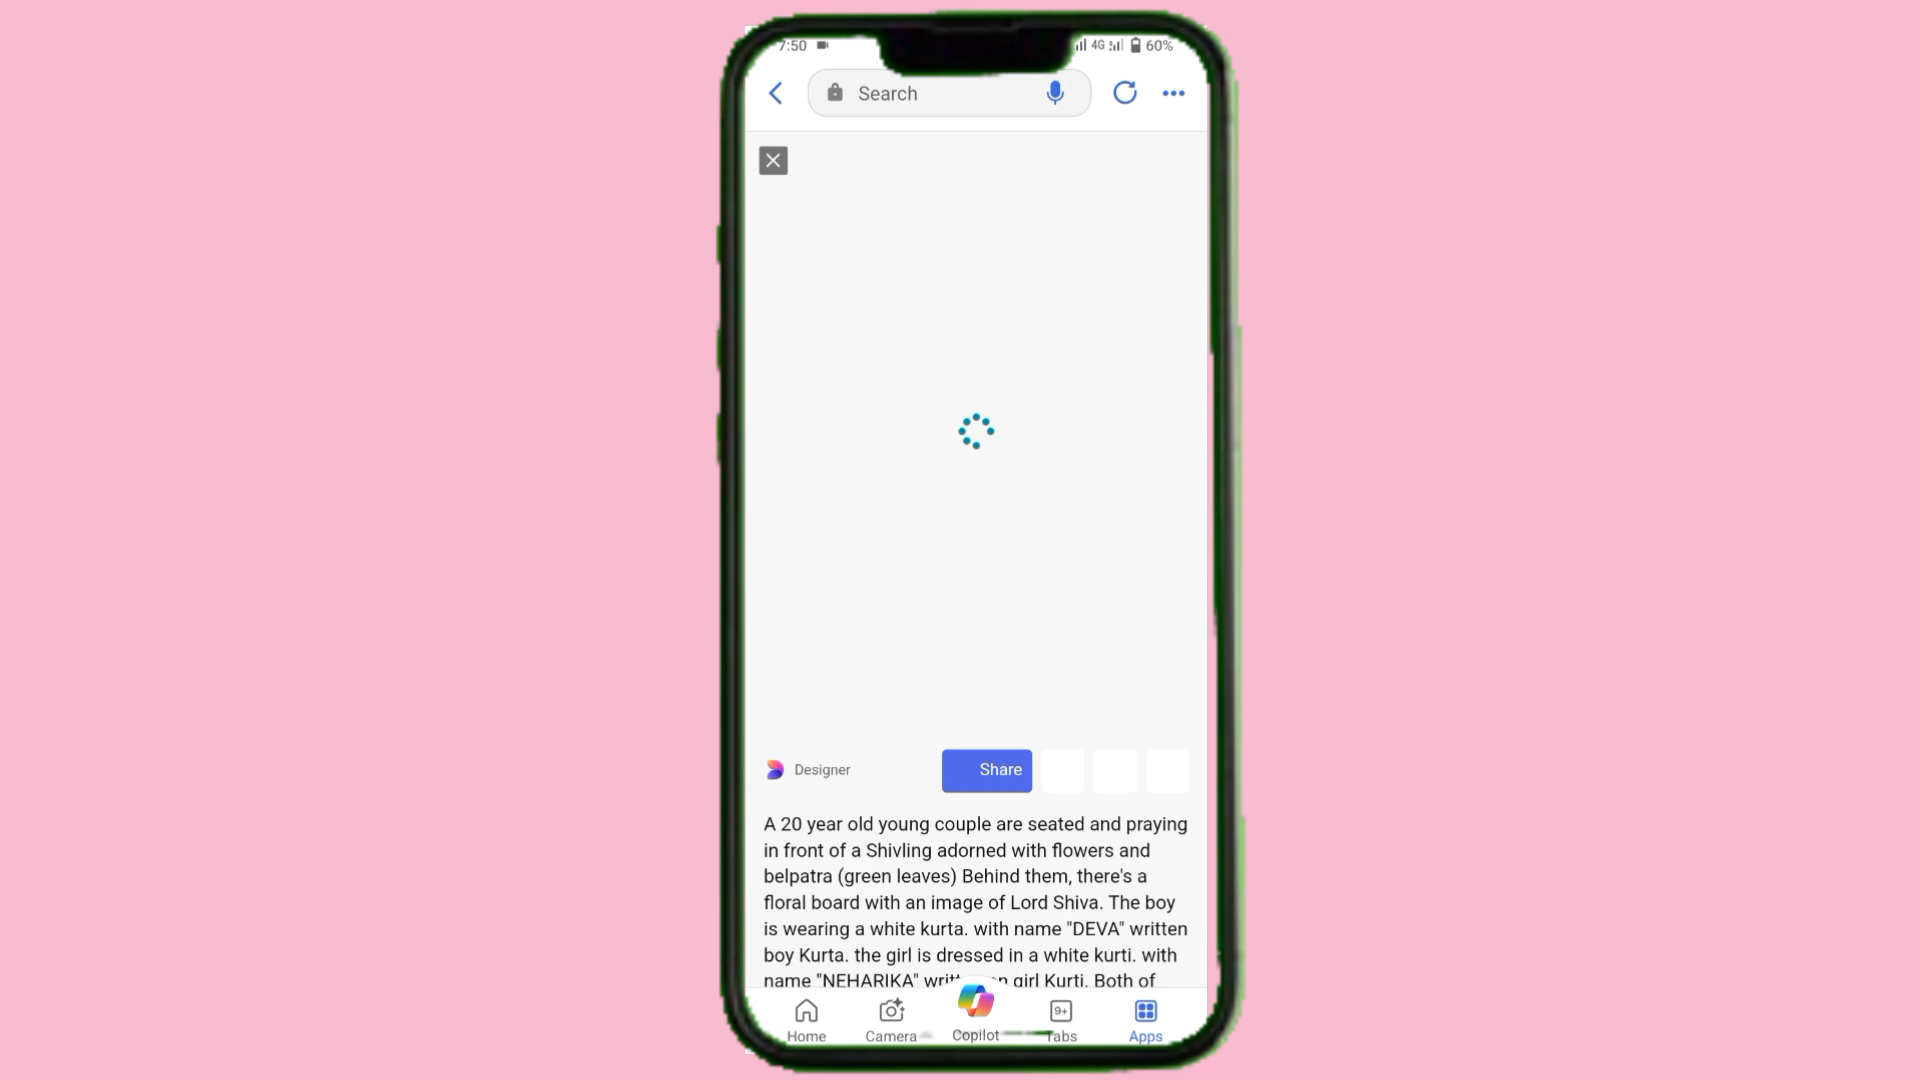 7:50 4G 60%
Search
Designer
Share
A 20 year old young couple are seated and praying
in front of a Shivling adorned with flowers and
belpatra (green leaves) Behind them, there's a
floral board with an image of Lord Shiva. The boy
is wearing a white kurta. with name "DEVA" written
boy Kurta. the girl is dressed in a white kurti. with
name "NEHARIKA" girl Kurti. Both of
9+
Home Camera Copilot Tabs Apps